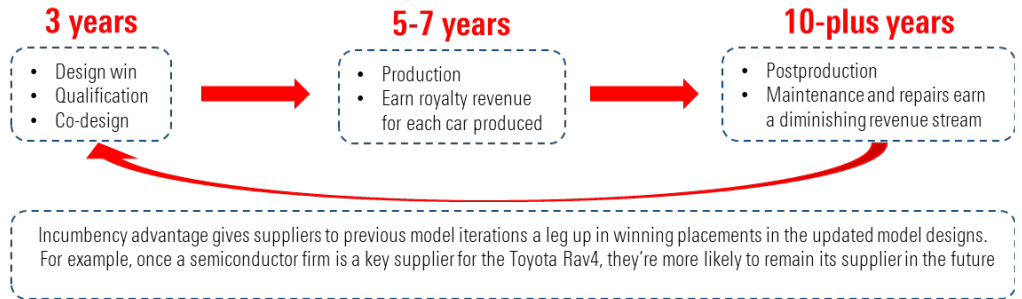 3 years
5-7 years
10-plus years
• Design win
• Qualification
• Co-design
• Production
• Earn royalty revenue
for each car produced
• Postproduction
• Maintenance and repairs earn
a diminishing revenue stream
Incumbency advantage gives suppliers to previous model iterations a leg up in winning placements in the updated model designs.
For example, once a semiconductor firm is a key supplier for the Toyota Rav4, they're more likely to remain its supplier in the future